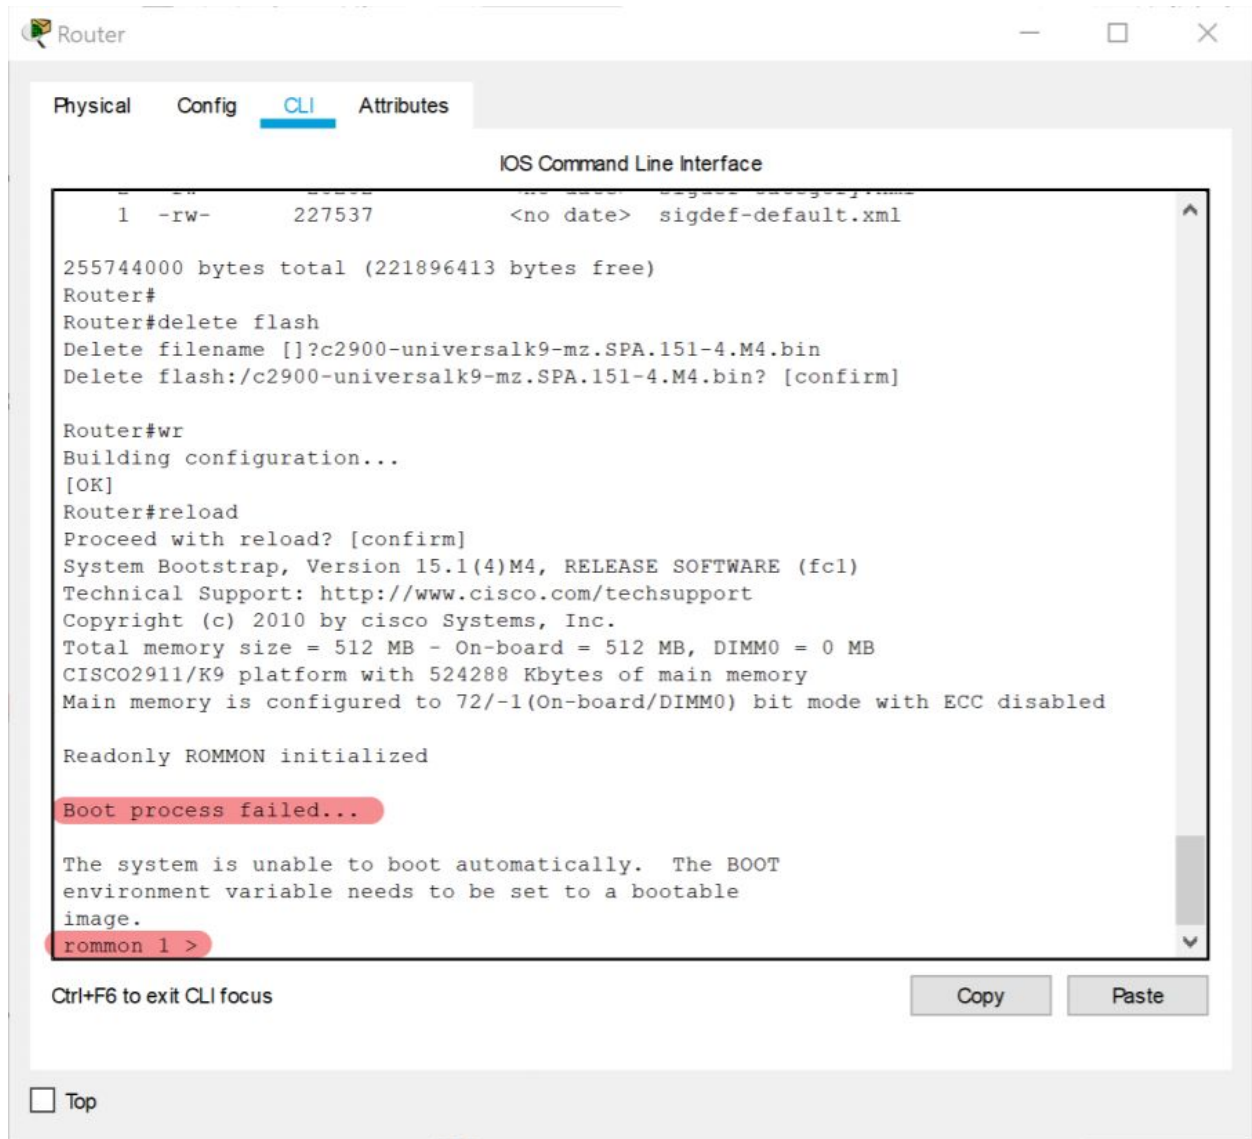 Router
Physical Config CLI Attributes
IOS Command Line Interface
1 -rw- 227537 <no date> sigdef-default.xml
255744000 bytes total (221896413 bytes free)
Router#
Router#delete flash
Delete filename []?c2900-universalk9-mz.SPA.151-4.M4.bin
Delete flash:/c2900-universalk9-mz.SPA.151-4.M4.bin? [confirm]
Router#wr
Building configuration...
[OK]
Router#reload
Proceed with reload? [confirm]
System Bootstrap, Version 15.1(4)M4, RELEASE SOFTWARE (fc1)
Technical Support: http://www.cisco.com/techsupport
Copyright (c) 2010 by cisco Systems, Inc.
Total memory size = 512 MB - On-board = 512 MB, DIMM0 = 0 MB
CISCO2911/K9 platform with 524288 Kbytes of main memory
Main memory is configured to 72/-1(On-board/DIMM0) bit mode with ECC disabled
Readonly ROMMON initialized
Boot process failed...
The system is unable to boot automatically.  The BOOT
environment variable needs to be set to a bootable
image.
rommon 1 >
Ctrl+F6 to exit CLI focus
Copy Paste
Top